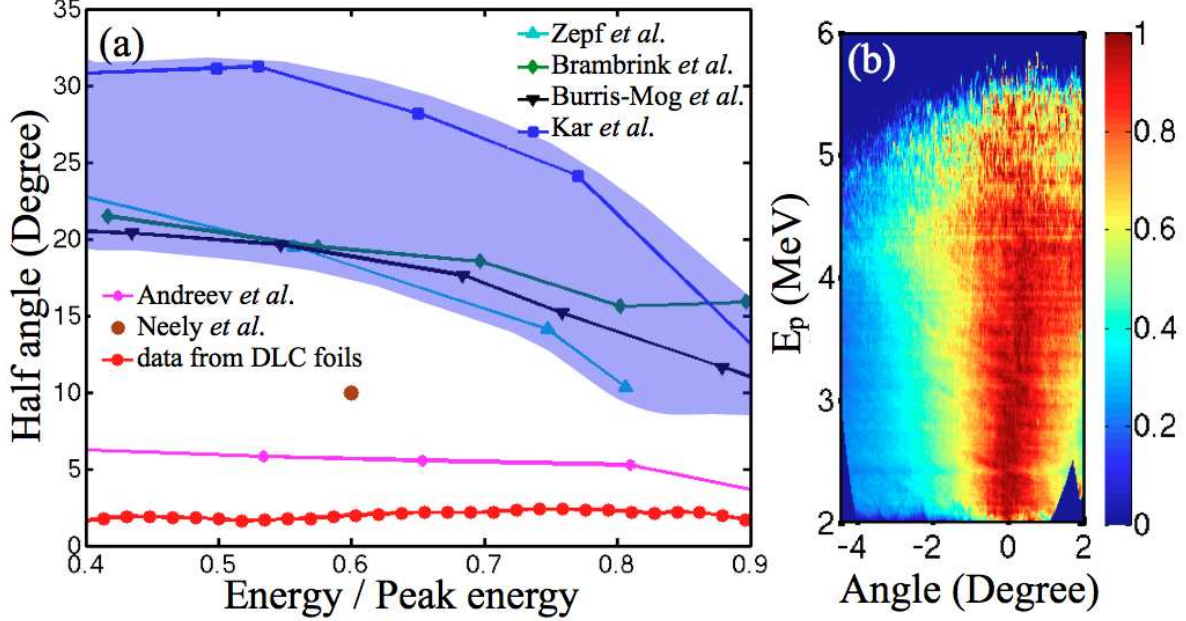 (a)
Zepf et al.
Brambrink et al.
Burris-Mog et al.
Kar et al.
Andreev et al.
Neely et al.
data from DLC foils
Half angle (Degree)
35
30
25
20
15
10
5
0
0.4 0.5 0.6 0.7 0.8 0.9
Energy / Peak energy
(b)
E_p (MeV)
6
5
4
3
2
-4 -2 0 2
Angle (Degree)
1
0.8
0.6
0.4
0.2
0